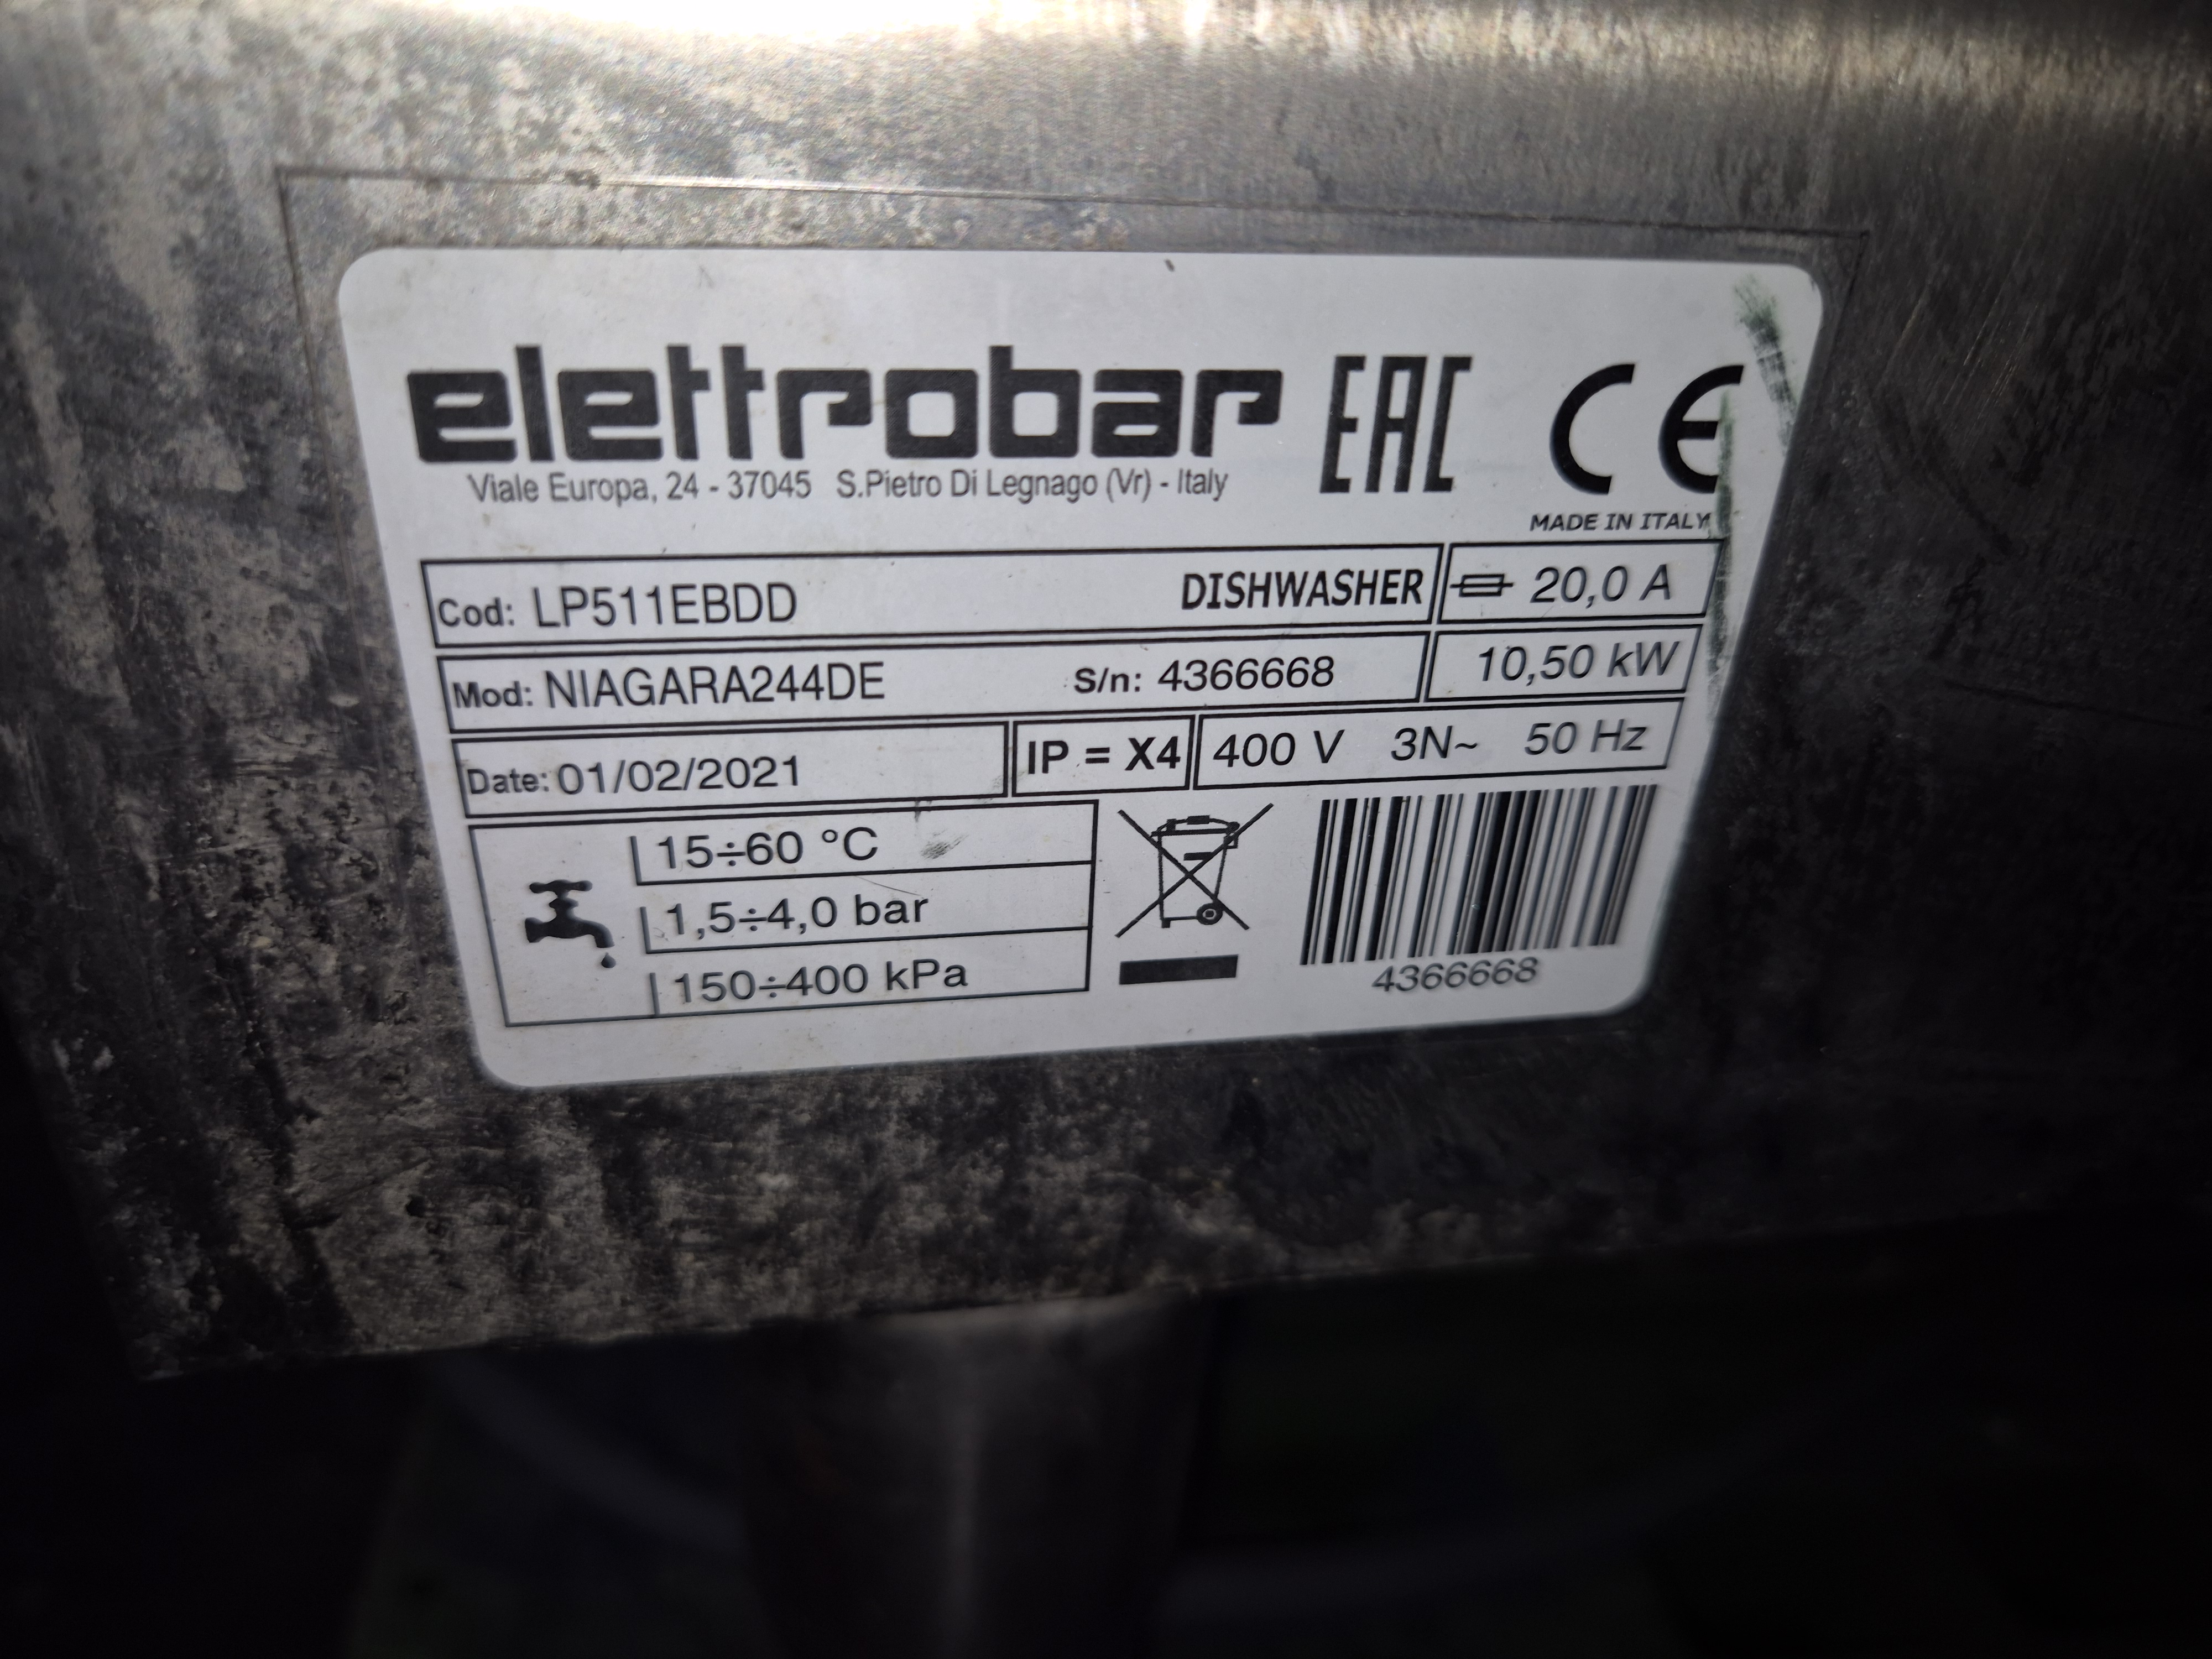 elettrobar EAC CE
Viale Europa, 24 - 37045 S.Pietro Di Legnago (Vr) - Italy
MADE IN ITALY
Cod: LP511EBDD DISHWASHER 20,0 A
Mod: NIAGARA244DE S/n: 4366668 10,50 kW
Date: 01/02/2021 IP = X4 400 V 3N~ 50 Hz
15÷60 °C
1,5÷4,0 bar
150÷400 kPa
4366668